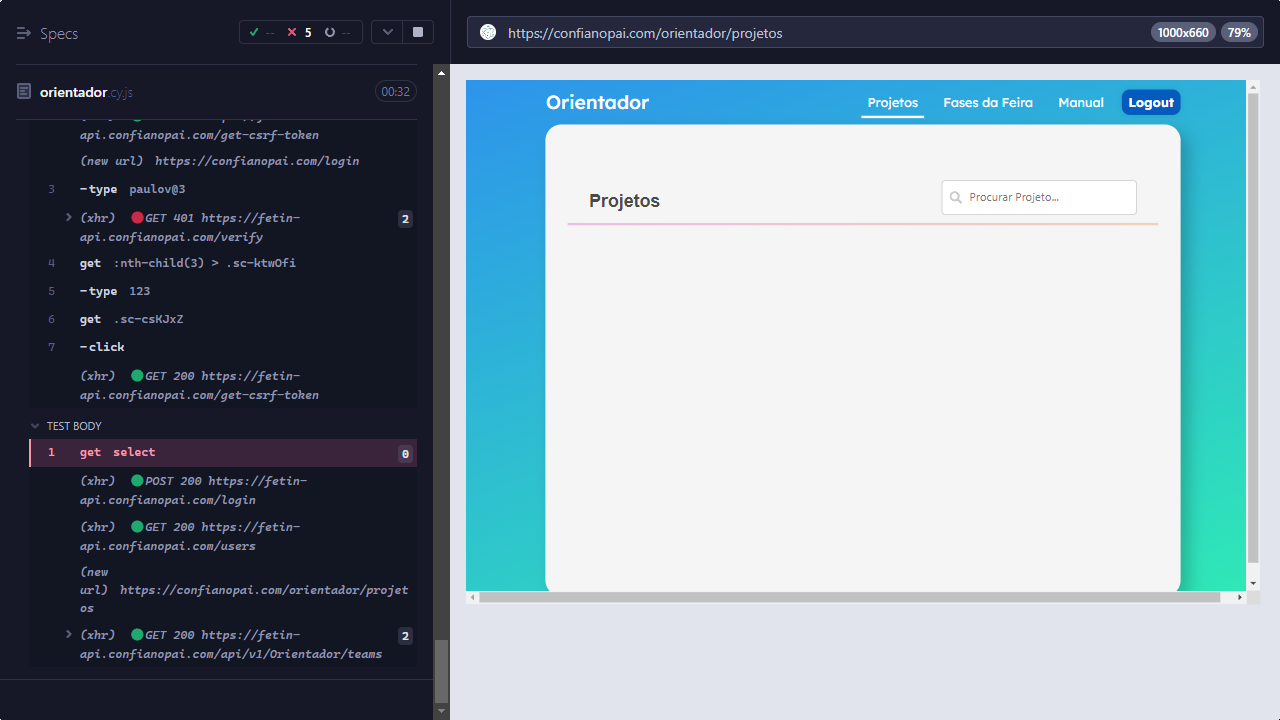 Specs
-- 5 --
https://confianopai.com/orientador/projetos
1000x660
79%
orientador.cy.js
00:32
api.confianopai.com/get-csrf-token
(new url) https://confianopai.com/login
3 -type paulov@3
(xhr) GET 401 https://fetin-
api.confianopai.com/verify
2
4 get :nth-child(3) > .sc-ktwOfi
5 -type 123
6 get .sc-csKJxZ
7 -click
(xhr) GET 200 https://fetin-
api.confianopai.com/get-csrf-token
TEST BODY
1 get select 0
(xhr) POST 200 https://fetin-
api.confianopai.com/login
(xhr) GET 200 https://fetin-
api.confianopai.com/users
(new
url) https://confianopai.com/orientador/projet
os
(xhr) GET 200 https://fetin-
api.confianopai.com/api/v1/Orientador/teams
2
Orientador
Projetos
Fases da Feira
Manual
Logout
Projetos
Procurar Projeto...